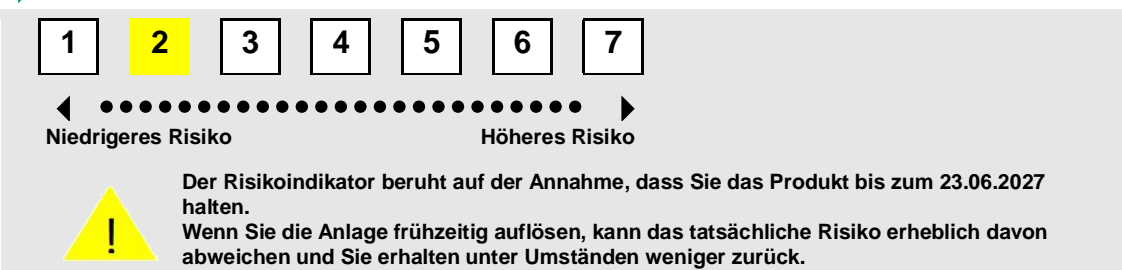 1 2 3 4 5 6 7
Niedrigeres Risiko Höheres Risiko
Der Risikoindikator beruht auf der Annahme, dass Sie das Produkt bis zum 23.06.2027
halten.
Wenn Sie die Anlage frühzeitig auflösen, kann das tatsächliche Risiko erheblich davon
abweichen und Sie erhalten unter Umständen weniger zurück.
!